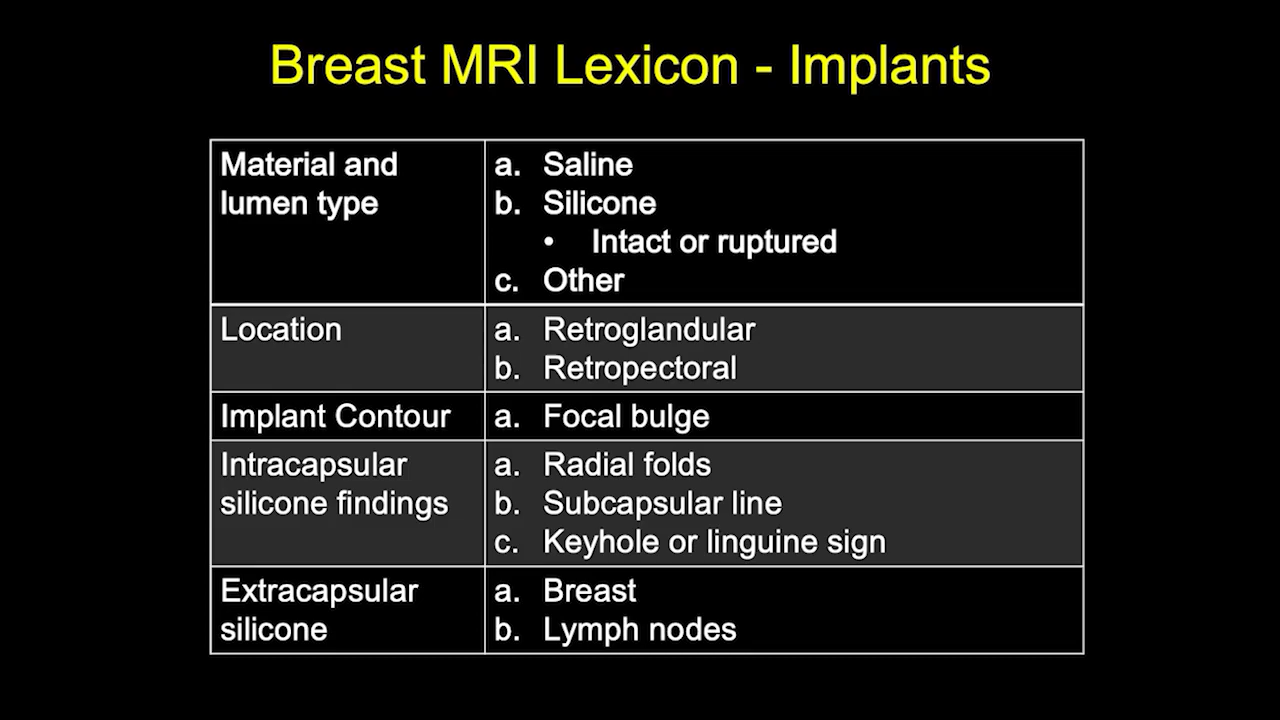 Breast MRI Lexicon - Implants
Material and
lumen type
a. Saline
b. Silicone
• Intact or ruptured
c. Other
Location
a. Retroglandular
b. Retropectoral
Implant Contour
a. Focal bulge
Intracapsular
silicone findings
a. Radial folds
b. Subcapsular line
c. Keyhole or linguine sign
Extracapsular
silicone
a. Breast
b. Lymph nodes